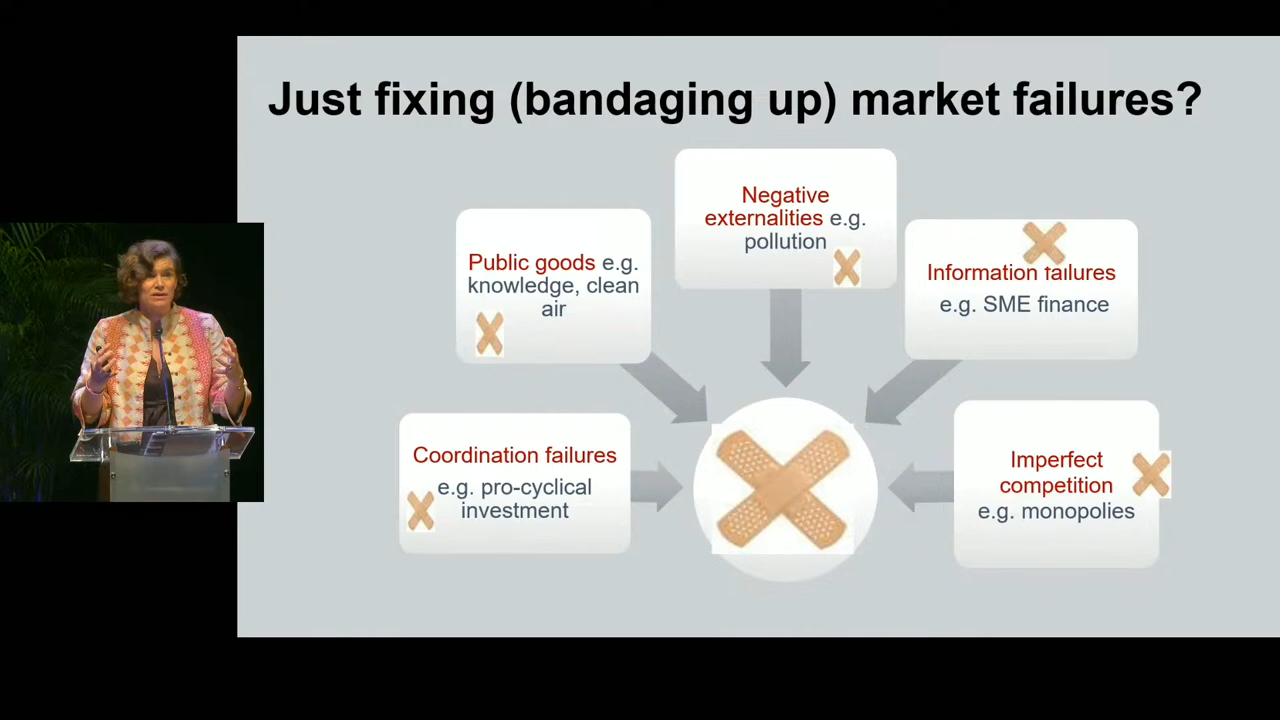 Just fixing (bandaging up) market failures?
Negative
externalities e.g.
pollution
Public goods e.g.
knowledge, clean
air
Information failures
e.g. SME finance
Coordination failures
e.g. pro-cyclical
investment
Imperfect
competition
e.g. monopolies